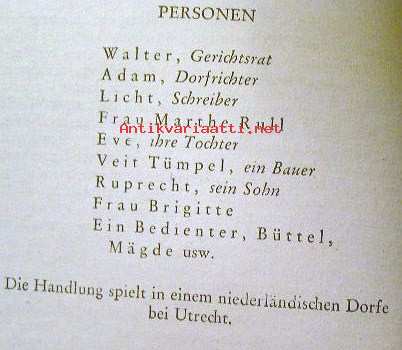 PERSONEN
Walter, Gerichtsrat
Adam, Dorfrichter
Licht, Schreiber
Frau Marthe Rull
Antikvariaatti.net
Eve, ihre Tochter
Veit Tümpel, ein Bauer
Ruprecht, sein Sohn
Frau Brigitte
Ein Bedienter, Büttel,
Mägde usw.
Die Handlung spielt in einem niederländischen Dorfe
bei Utrecht.